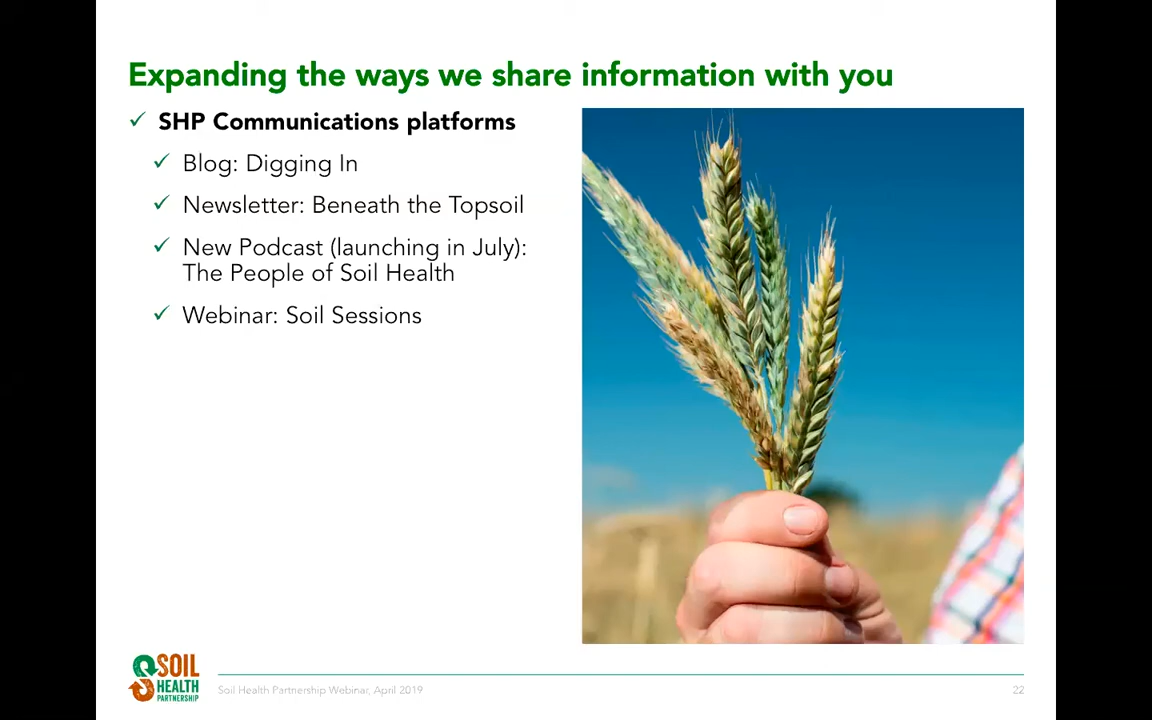 Expanding the ways we share information with you
SHP Communications platforms
Blog: Digging In
Newsletter: Beneath the Topsoil
New Podcast (launching in July):
The People of Soil Health
Webinar: Soil Sessions
SOIL
HEALTH
PARTNERSHIP
Soil Health Partnership Webinar, April 2019
22